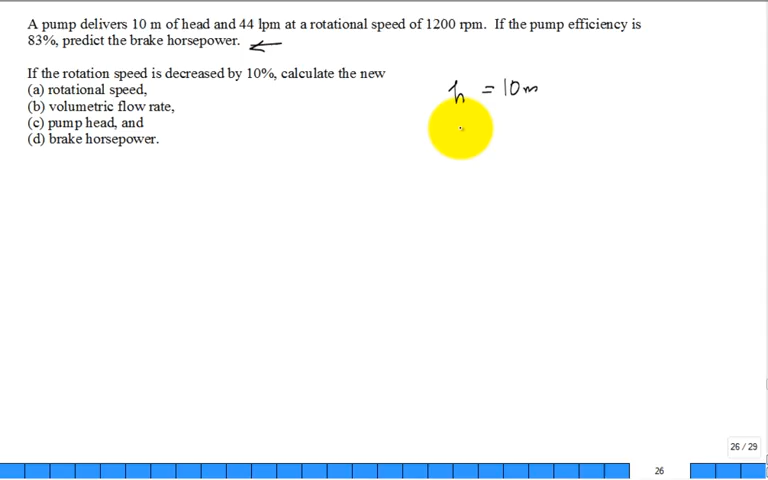 A pump delivers 10 m of head and 44 lpm at a rotational speed of 1200 rpm. If the pump efficiency is
83%, predict the brake horsepower.
If the rotation speed is decreased by 10%, calculate the new
(a) rotational speed,
(b) volumetric flow rate,
(c) pump head, and
(d) brake horsepower.
h = 10m
26 / 29
26